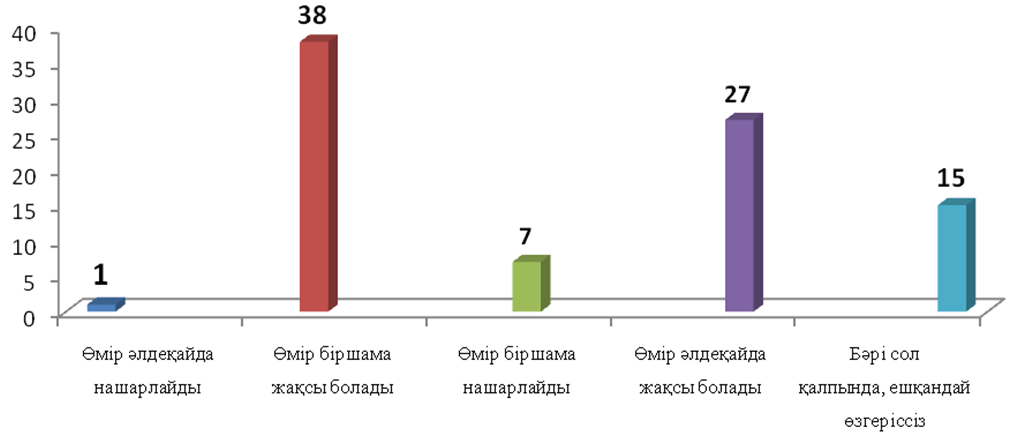 40
35
30
25
20
15
10
5
0
1
38
7
27
15
Өмір әлдеқайда
нашарлайды
Өмір біршама
жақсы болады
Өмір біршама
нашарлайды
Өмір әлдеқайда
жақсы болады
Бәрі сол
қалпында, ешқандай
өзгеріссіз